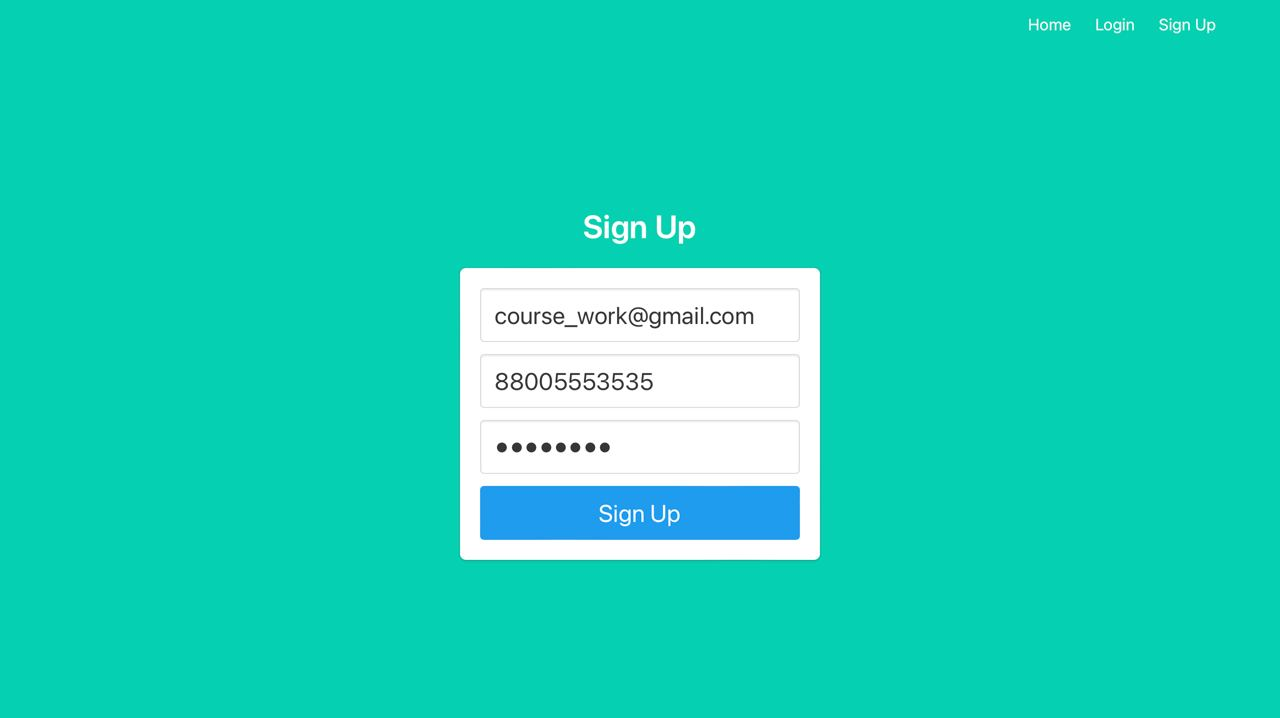 Home Login Sign Up
Sign Up
course_work@gmail.com
88005553535
••••••••
Sign Up